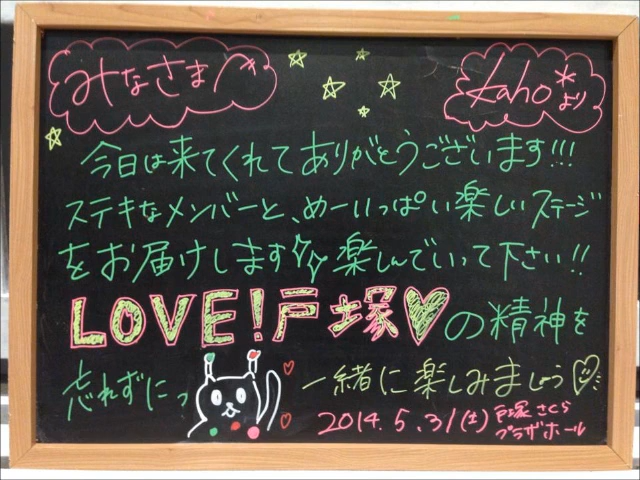 みなさまへ
Kaho*より
今日は来てくれてありがとうございます!!!
ステキなメンバーと、めーいっぱい楽しいステージ
をお届けします 楽しんでいって下さい!!
LOVE!戸塚♡の精神を
忘れずにっ 一緒に楽しみましょう♡
2014.5.31(土) 戸塚さくら
プラザホール